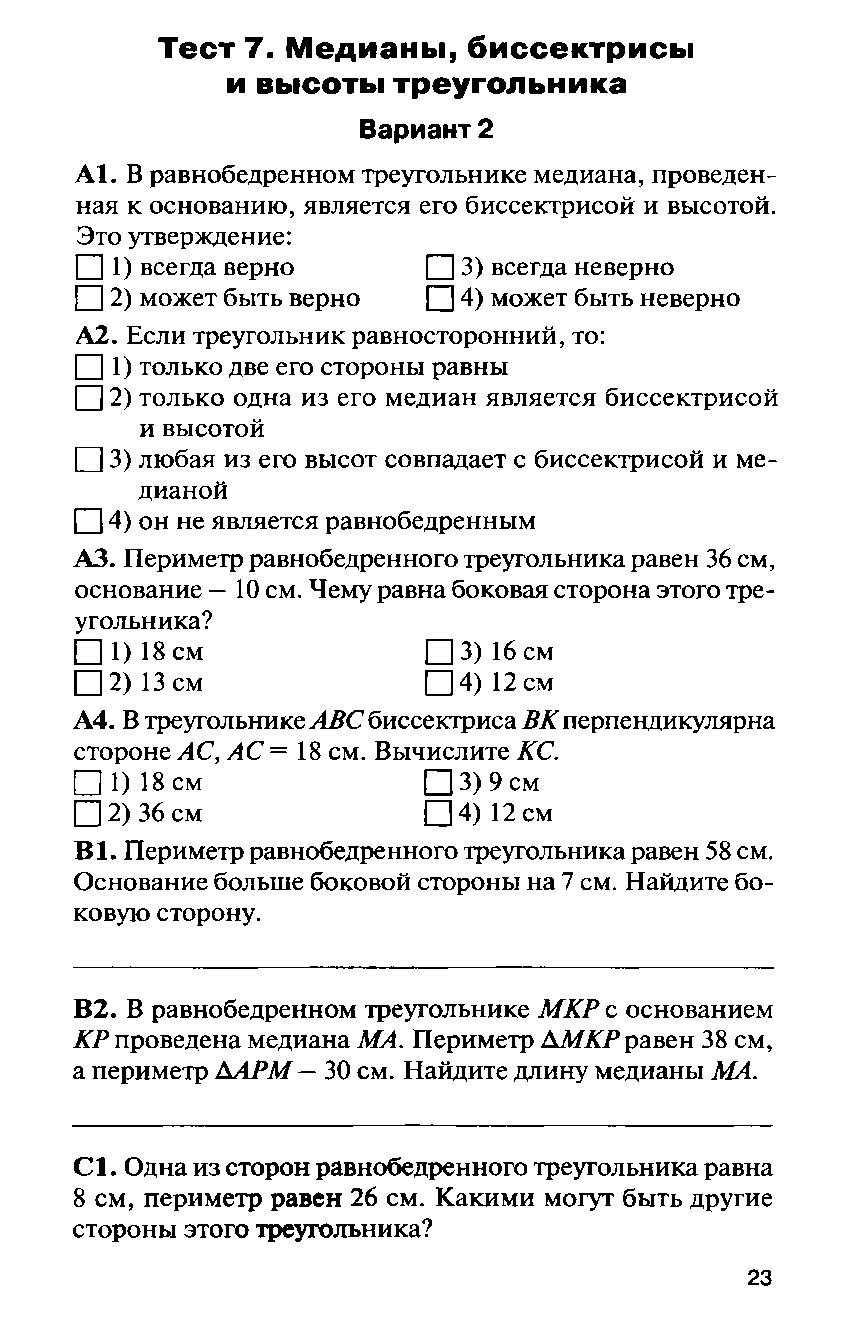 Тест 7. Медианы, биссектрисы
и высоты треугольника
Вариант 2
А1. В равнобедренном треугольнике медиана, проведен-
ная к основанию, является его биссектрисой и высотой.
Это утверждение:
1) всегда верно 3) всегда неверно
2) может быть верно 4) может быть неверно
А2. Если треугольник равносторонний, то:
1) только две его стороны равны
2) только одна из его медиан является биссектрисой
и высотой
3) любая из его высот совпадает с биссектрисой и ме-
дианой
4) он не является равнобедренным
А3. Периметр равнобедренного треугольника равен 36 см,
основание — 10 см. Чему равна боковая сторона этого тре-
угольника?
1) 18 см 3) 16 см
2) 13 см 4) 12 см
А4. В треугольнике ABC биссектриса BK перпендикулярна
стороне AC, AC = 18 см. Вычислите KC.
1) 18 см 3) 9 см
2) 36 см 4) 12 см
В1. Периметр равнобедренного треугольника равен 58 см.
Основание больше боковой стороны на 7 см. Найдите бо-
ковую сторону.
В2. В равнобедренном треугольнике MKP с основанием
KP проведена медиана MA. Периметр ΔMKP равен 38 см,
а периметр ΔAPM — 30 см. Найдите длину медианы MA.
С1. Одна из сторон равнобедренного треугольника равна
8 см, периметр равен 26 см. Какими могут быть другие
стороны этого треугольника?
23